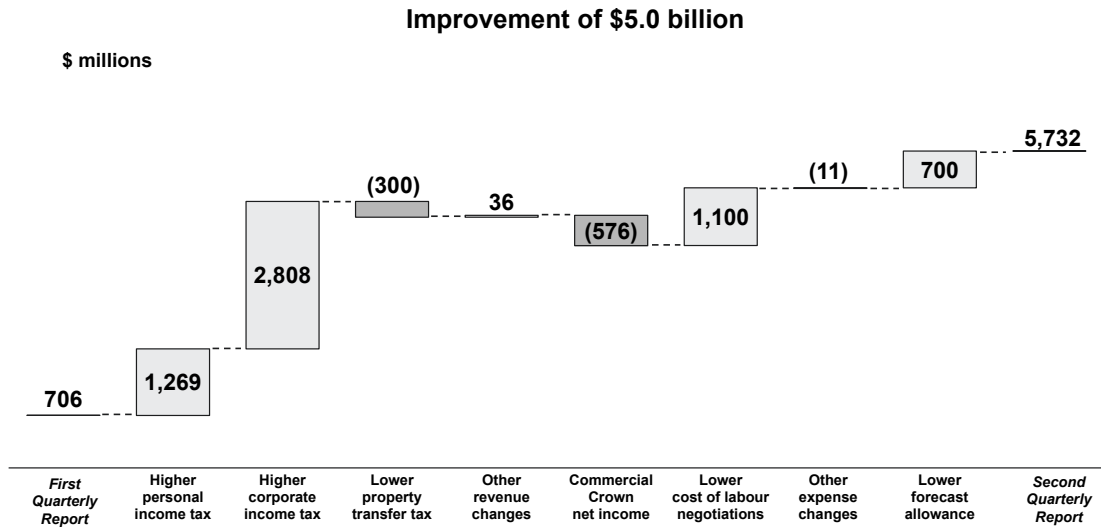 Improvement of $5.0 billion
$ millions
706
1,269
2,808
(300)
36
(576)
1,100
(11)
700
5,732
First
Quarterly
Report
Higher
personal
income tax
Higher
corporate
income tax
Lower
property
transfer tax
Other
revenue
changes
Commercial
Crown
net income
Lower
cost of labour
negotiations
Other
expense
changes
Lower
forecast
allowance
Second
Quarterly
Report